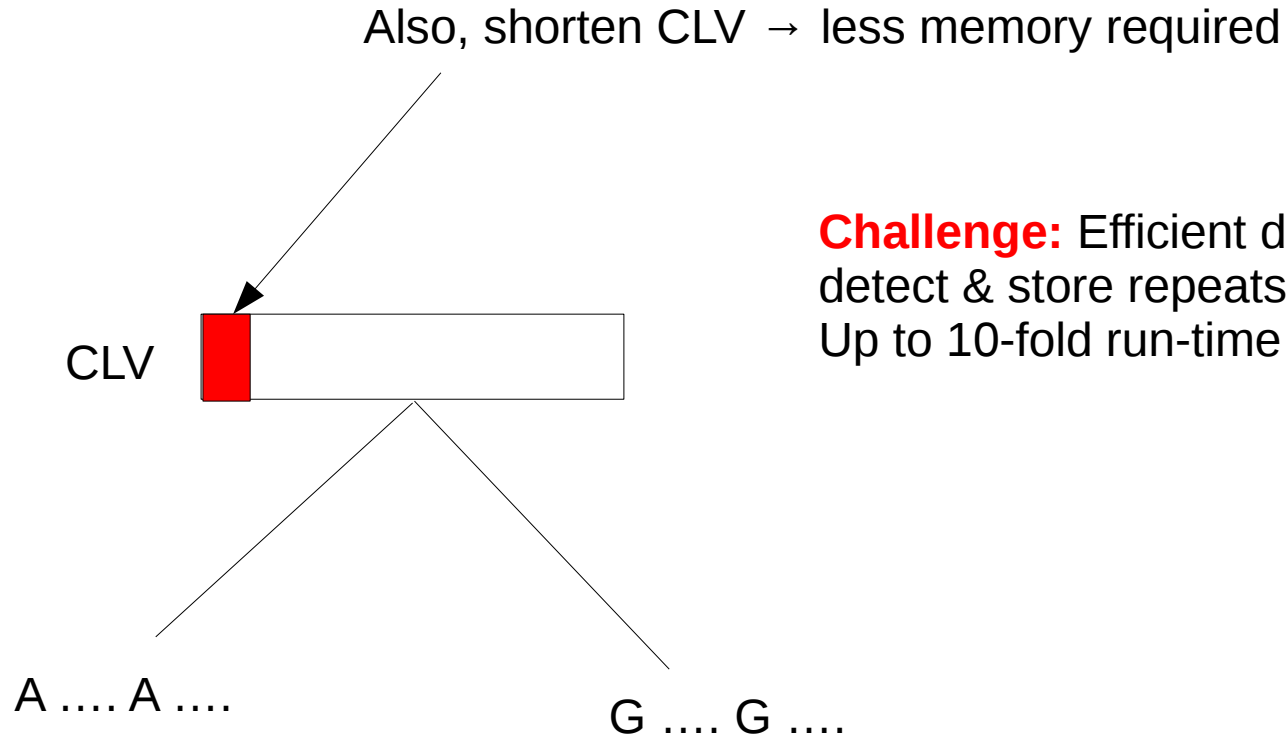 Also, shorten CLV → less memory required
Challenge: Efficient
detect & store repeats
Up to 10-fold run-time
CLV
A .... A ....
G .... G ....